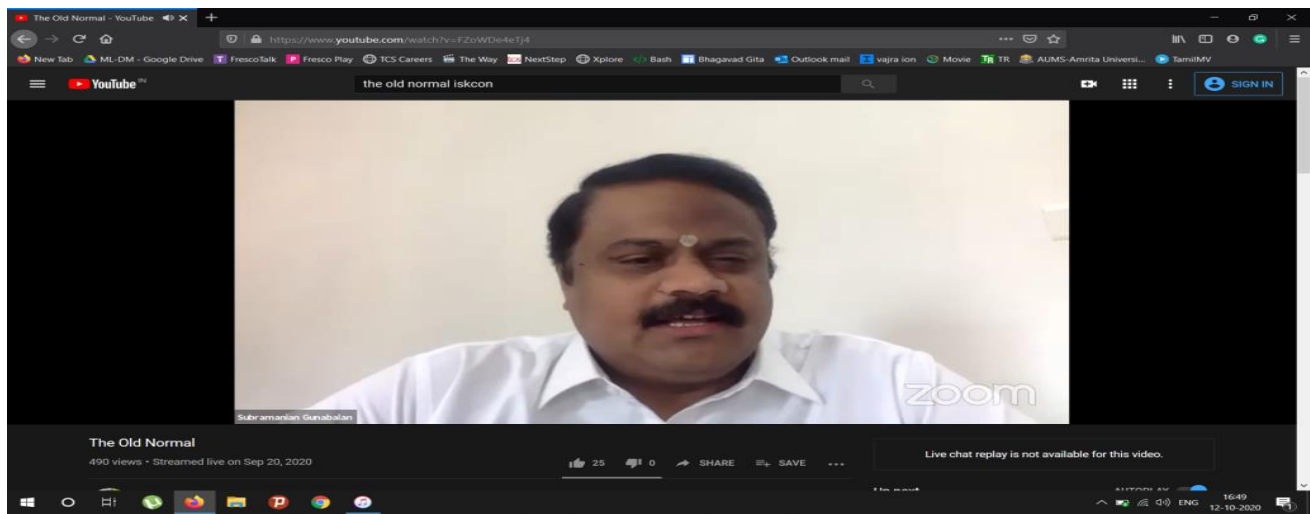 The Old Normal - YouTube
https://www.youtube.com/watch?v=FZoWDe4eTj4
New Tab ML-DM - Google Drive FrescoTalk Fresco Play TCS Careers The Way NextStep Xplore Bash Bhagavad Gita Outlook mail vajra ion Movie TR AUMS-Amrita Universi... TamilMV
YouTube IN the old normal iskcon SIGN IN
zoom
Subramanian Gunabalan
The Old Normal
490 views • Streamed live on Sep 20, 2020 25 0 SHARE SAVE
Live chat replay is not available for this video.
Up next AUTOPLAY
ENG 16:49
12-10-2020